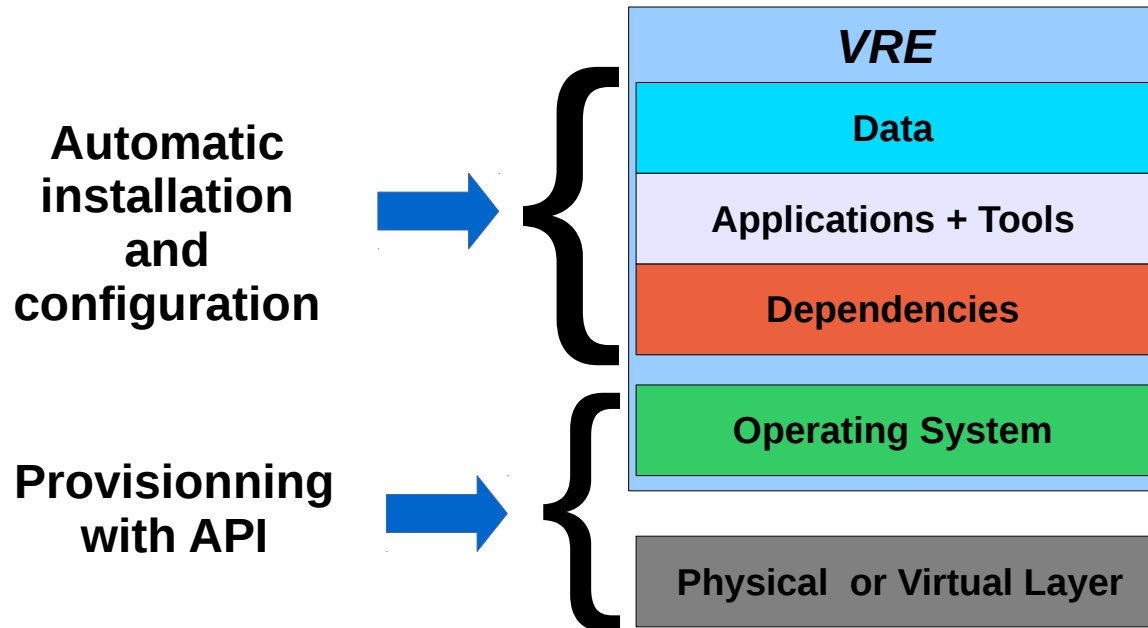 VRE
Automatic
installation
and
configuration
Data
Applications + Tools
Dependencies
Provisionning
with API
Operating System
Physical  or Virtual Layer